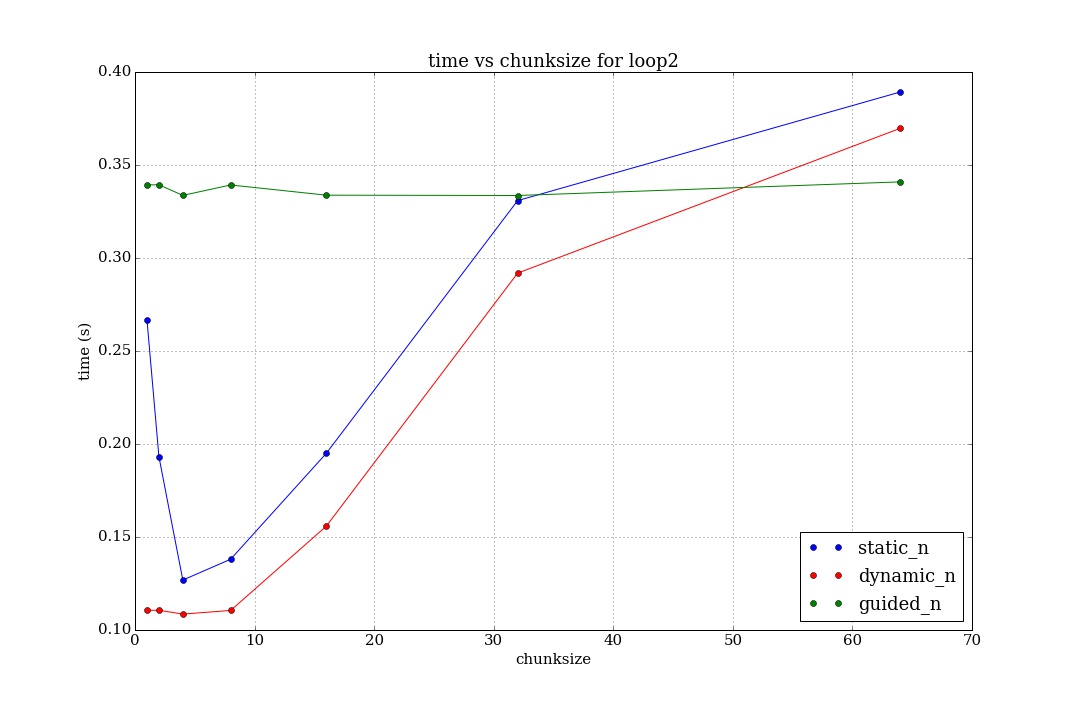 time vs chunksize for loop2
0.40
0.35
0.30
0.25
0.20
0.15
0.10
time (s)
static_n
dynamic_n
guided_n
0 10 20 30 40 50 60 70
chunksize